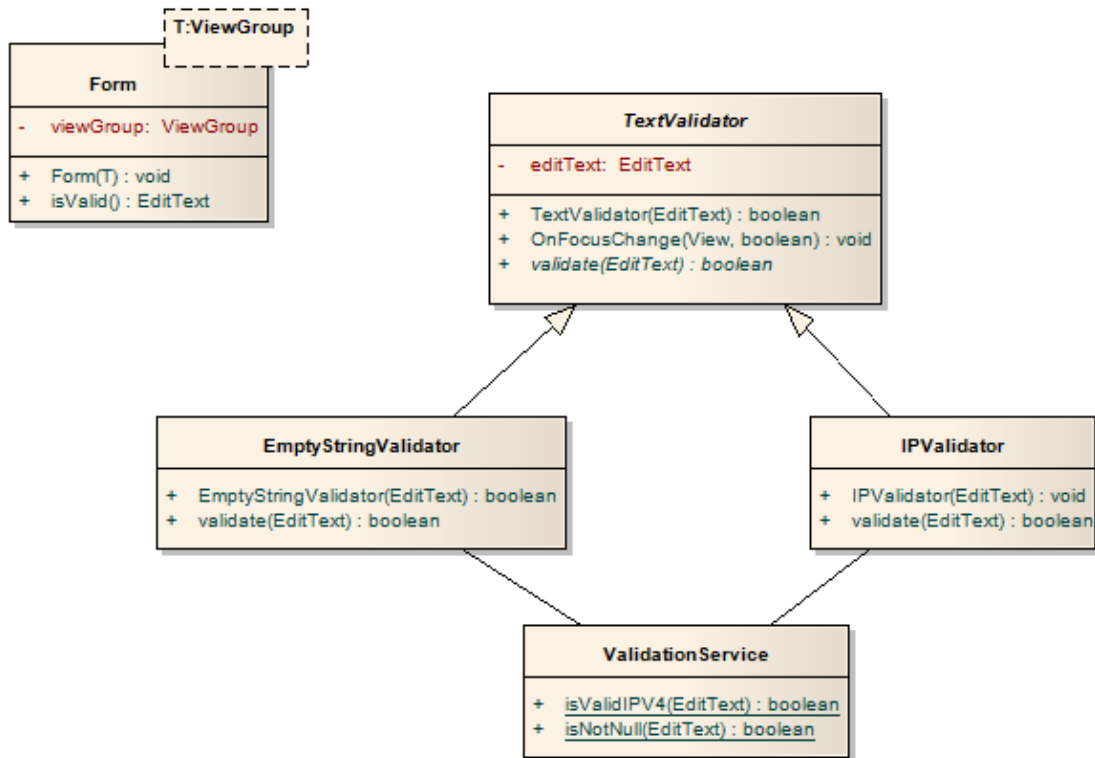 T:ViewGroup
Form
- viewGroup: ViewGroup
+ Form(T) : void
+ isValid() : EditText
TextValidator
- editText: EditText
+ TextValidator(EditText) : boolean
+ OnFocusChange(View, boolean) : void
+ validate(EditText) : boolean
EmptyStringValidator
+ EmptyStringValidator(EditText) : boolean
+ validate(EditText) : boolean
IPValidator
+ IPValidator(EditText) : void
+ validate(EditText) : boolean
ValidationService
+ isValidIPV4(EditText) : boolean
+ isNotNull(EditText) : boolean